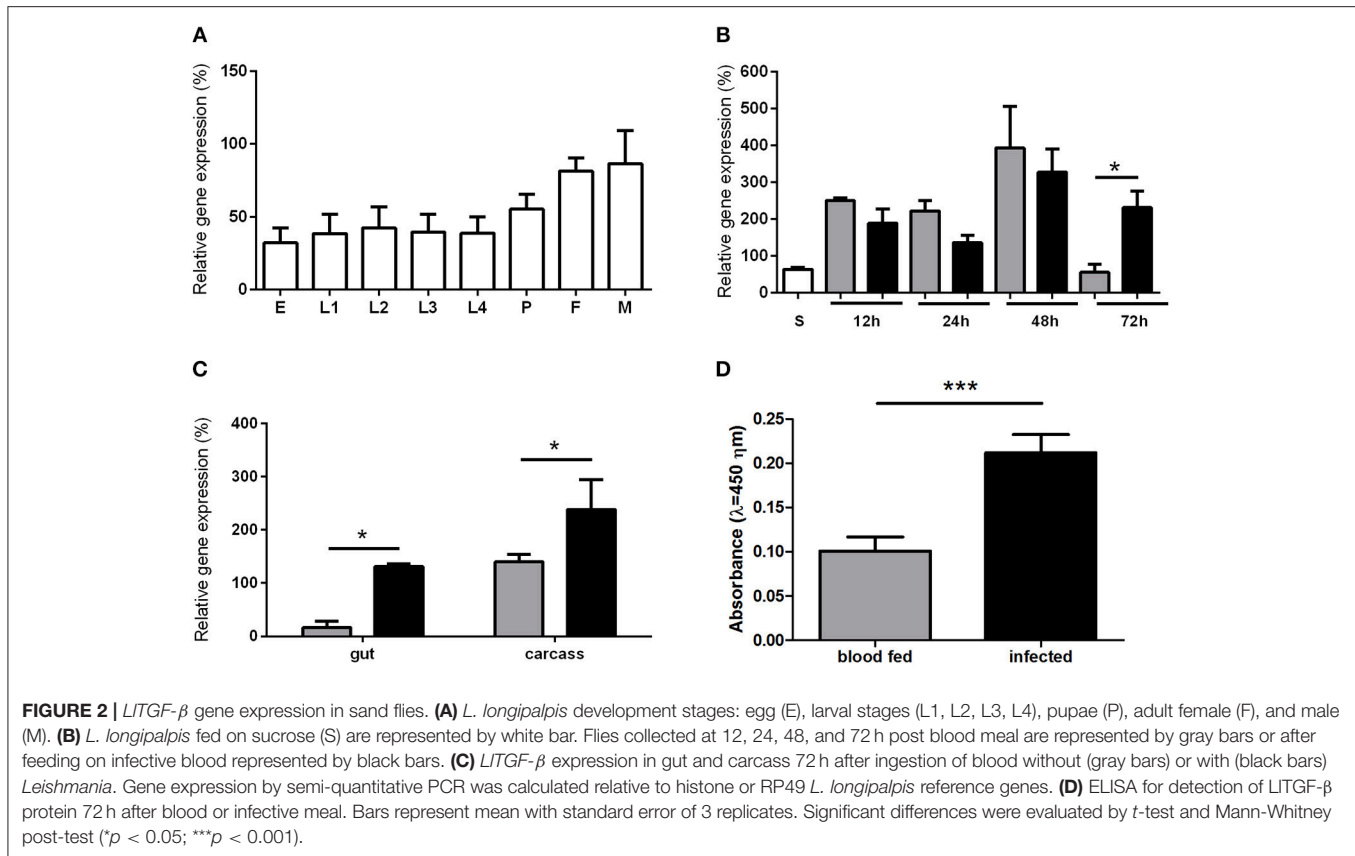 A
Relative gene expression (%)
150
100
50
0
E L1 L2 L3 L4 P F M
B
Relative gene expression (%)
600
500
400
300
200
100
0
*
S 12h 24h 48h 72h
C
Relative gene expression (%)
400
300
200
100
0
*
*
gut carcass
D
Absorbance (λ=450 ηm)
0.25
0.20
0.15
0.10
0.05
0.00
***
blood fed infected
FIGURE 2 | LlTGF-β gene expression in sand flies. (A) L. longipalpis development stages: egg (E), larval stages (L1, L2, L3, L4), pupae (P), adult female (F), and male
(M). (B) L. longipalpis fed on sucrose (S) are represented by white bar. Flies collected at 12, 24, 48, and 72 h post blood meal are represented by gray bars or after
feeding on infective blood represented by black bars. (C) LlTGF-β expression in gut and carcass 72 h after ingestion of blood without (gray bars) or with (black bars)
Leishmania. Gene expression by semi-quantitative PCR was calculated relative to histone or RP49 L. longipalpis reference genes. (D) ELISA for detection of LlTGF-β
protein 72 h after blood or infective meal. Bars represent mean with standard error of 3 replicates. Significant differences were evaluated by t-test and Mann-Whitney
post-test (*p < 0.05; ***p < 0.001).